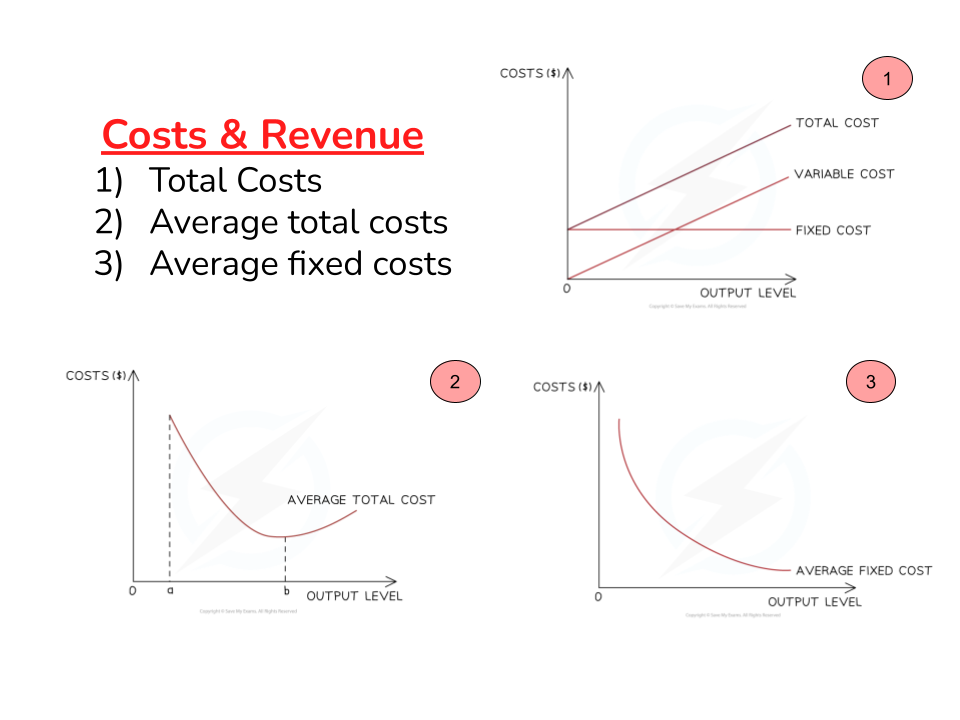 Costs & Revenue
1) Total Costs
2) Average total costs
3) Average fixed costs
COSTS ($)
1
TOTAL COST
VARIABLE COST
FIXED COST
0
OUTPUT LEVEL
Copyright © Save My Exams. All Rights Reserved
COSTS ($)
2
AVERAGE TOTAL COST
0
a
b
OUTPUT LEVEL
Copyright © Save My Exams. All Rights Reserved
COSTS ($)
3
AVERAGE FIXED COST
0
OUTPUT LEVEL
Copyright © Save My Exams. All Rights Reserved